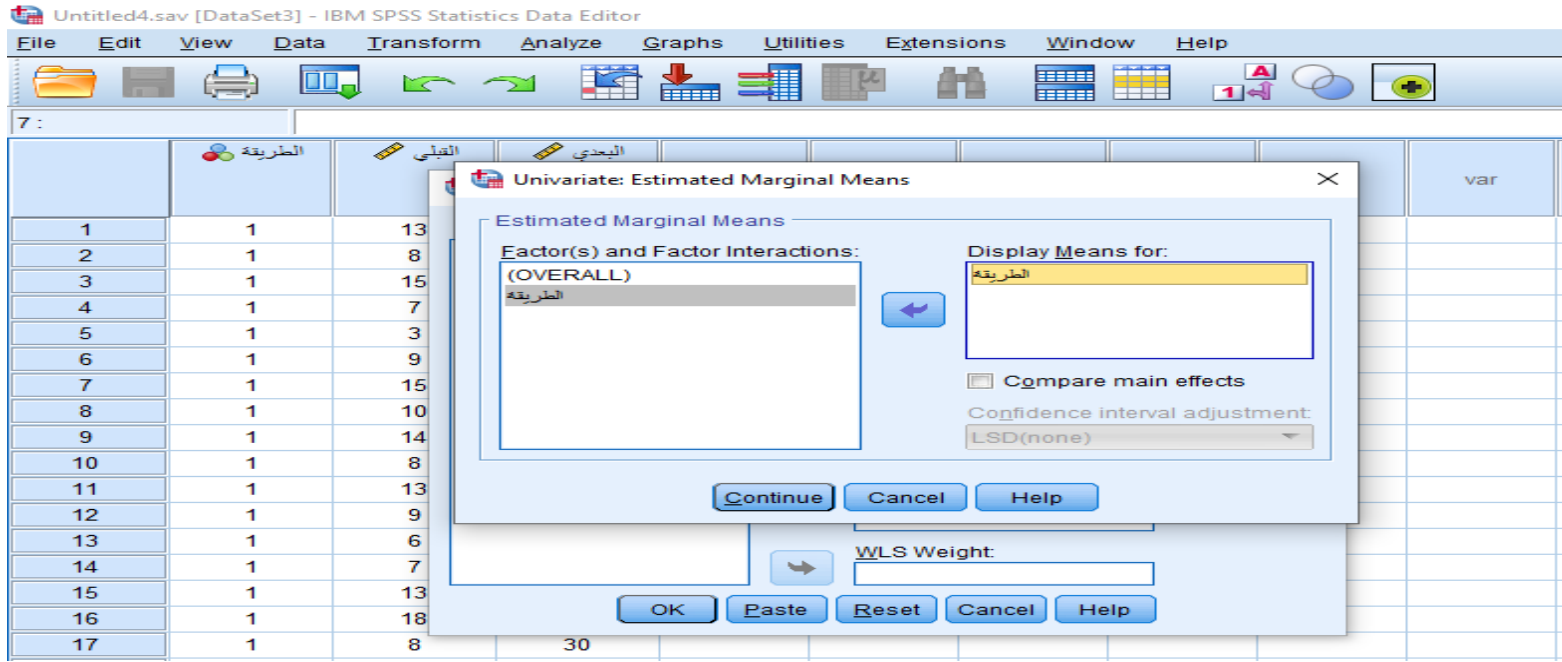 Untitled4.sav [DataSet3] - IBM SPSS Statistics Data Editor
File Edit View Data Transform Analyze Graphs Utilities Extensions Window Help
A
1
μ
7 :
الطريقة القبلي البعدي var
Univariate: Estimated Marginal Means
Estimated Marginal Means
Factor(s) and Factor Interactions: Display Means for:
(OVERALL) الطريقة
الطريقة
Compare main effects
Confidence interval adjustment:
LSD(none)
Continue Cancel Help
WLS Weight:
OK Paste Reset Cancel Help
1 1 13
2 1 8
3 1 15
4 1 7
5 1 3
6 1 9
7 1 15
8 1 10
9 1 14
10 1 8
11 1 13
12 1 9
13 1 6
14 1 7
15 1 13
16 1 18
17 1 8 30